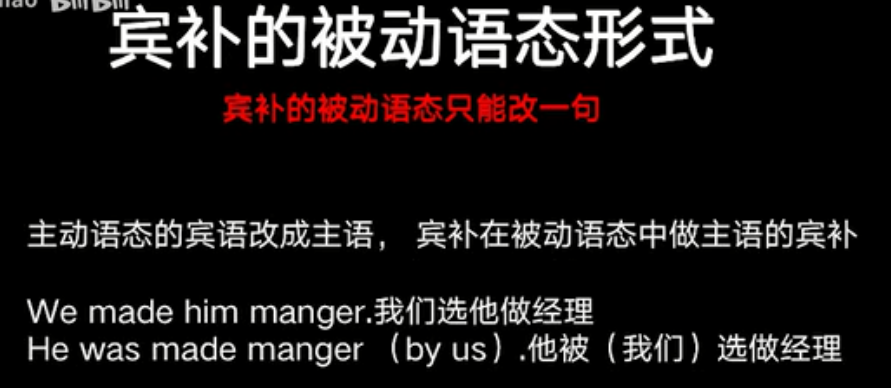 nao BiliBili
宾补的被动语态形式
宾补的被动语态只能改一句
主动语态的宾语改成主语， 宾补在被动语态中做主语的宾补
We made him manger.我们选他做经理
He was made manger （by us）.他被（我们）选做经理